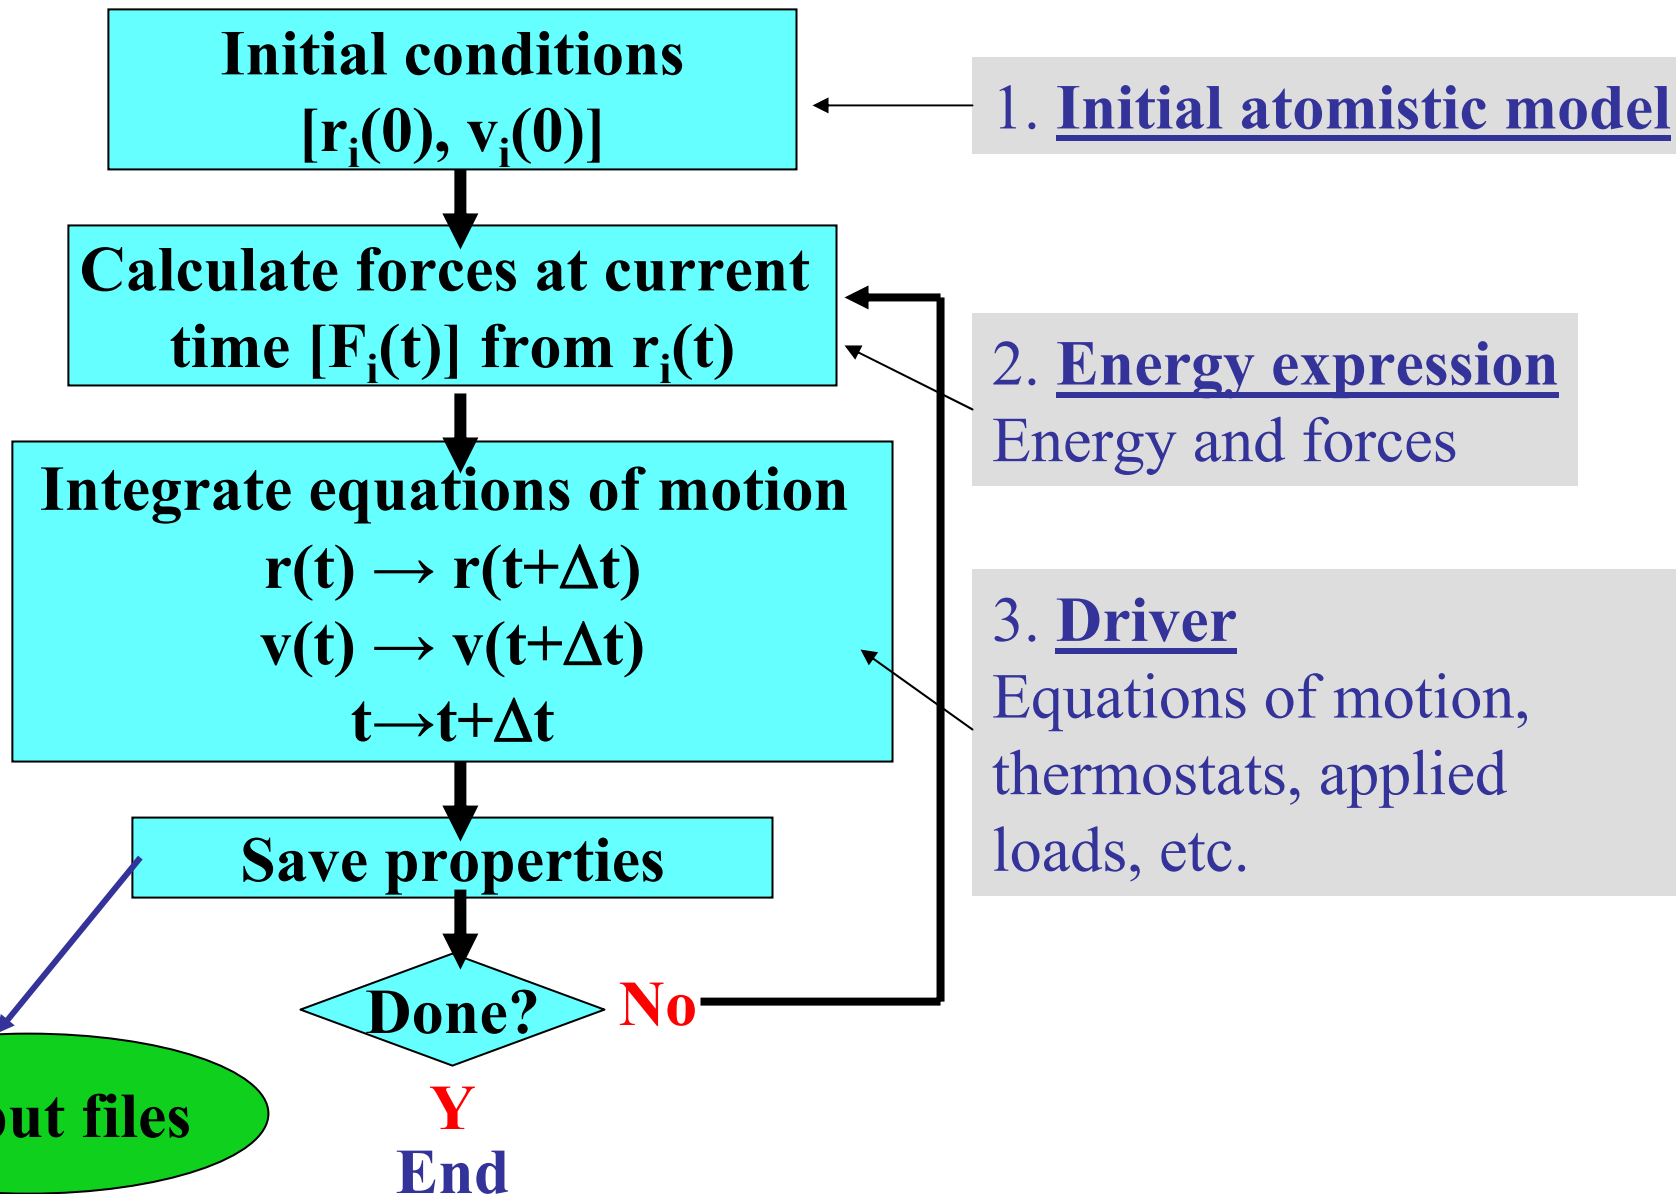 Initial conditions
[rᵢ(0), vᵢ(0)]
1. Initial atomistic model
Calculate forces at current
time [Fᵢ(t)] from rᵢ(t)
2. Energy expression
Energy and forces
Integrate equations of motion
r(t) → r(t+Δt)
v(t) → v(t+Δt)
t→t+Δt
3. Driver
Equations of motion,
thermostats, applied
loads, etc.
Save properties
Done?
No
Y
End
files